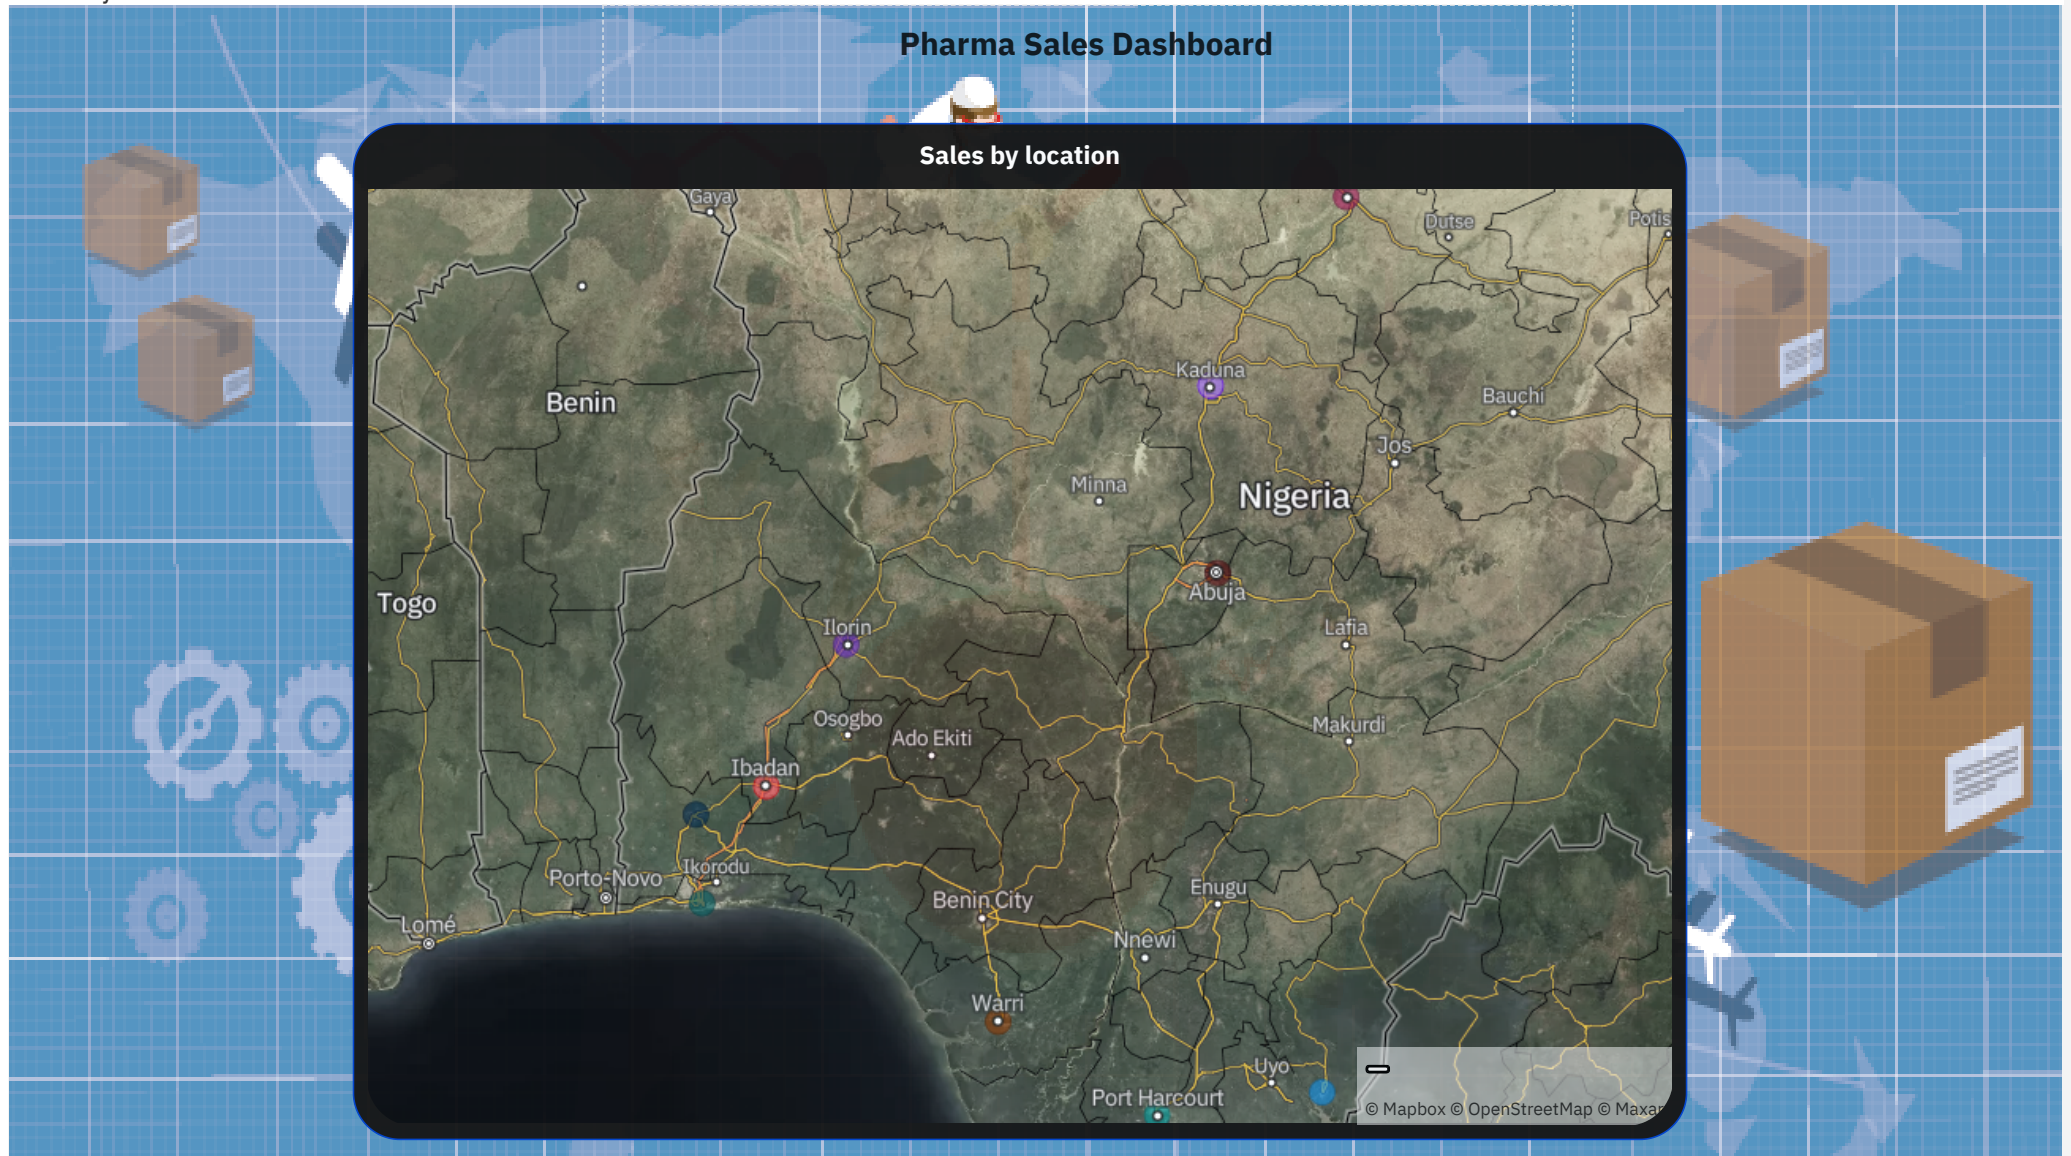 Pharma Sales Dashboard
Sales by location
Gaya
Dutse
Potis
Kaduna
Benin
Bauchi
Jos
Minna
Nigeria
Abuja
Togo
Ilorin
Lafia
Osogbo
Makurdi
Ado Ekiti
Ibadan
Ikorodu
Porto-Novo
Enugu
Benin City
Lomé
Nnewi
Warri
Uyo
Port Harcourt
© Mapbox © OpenStreetMap © Maxar